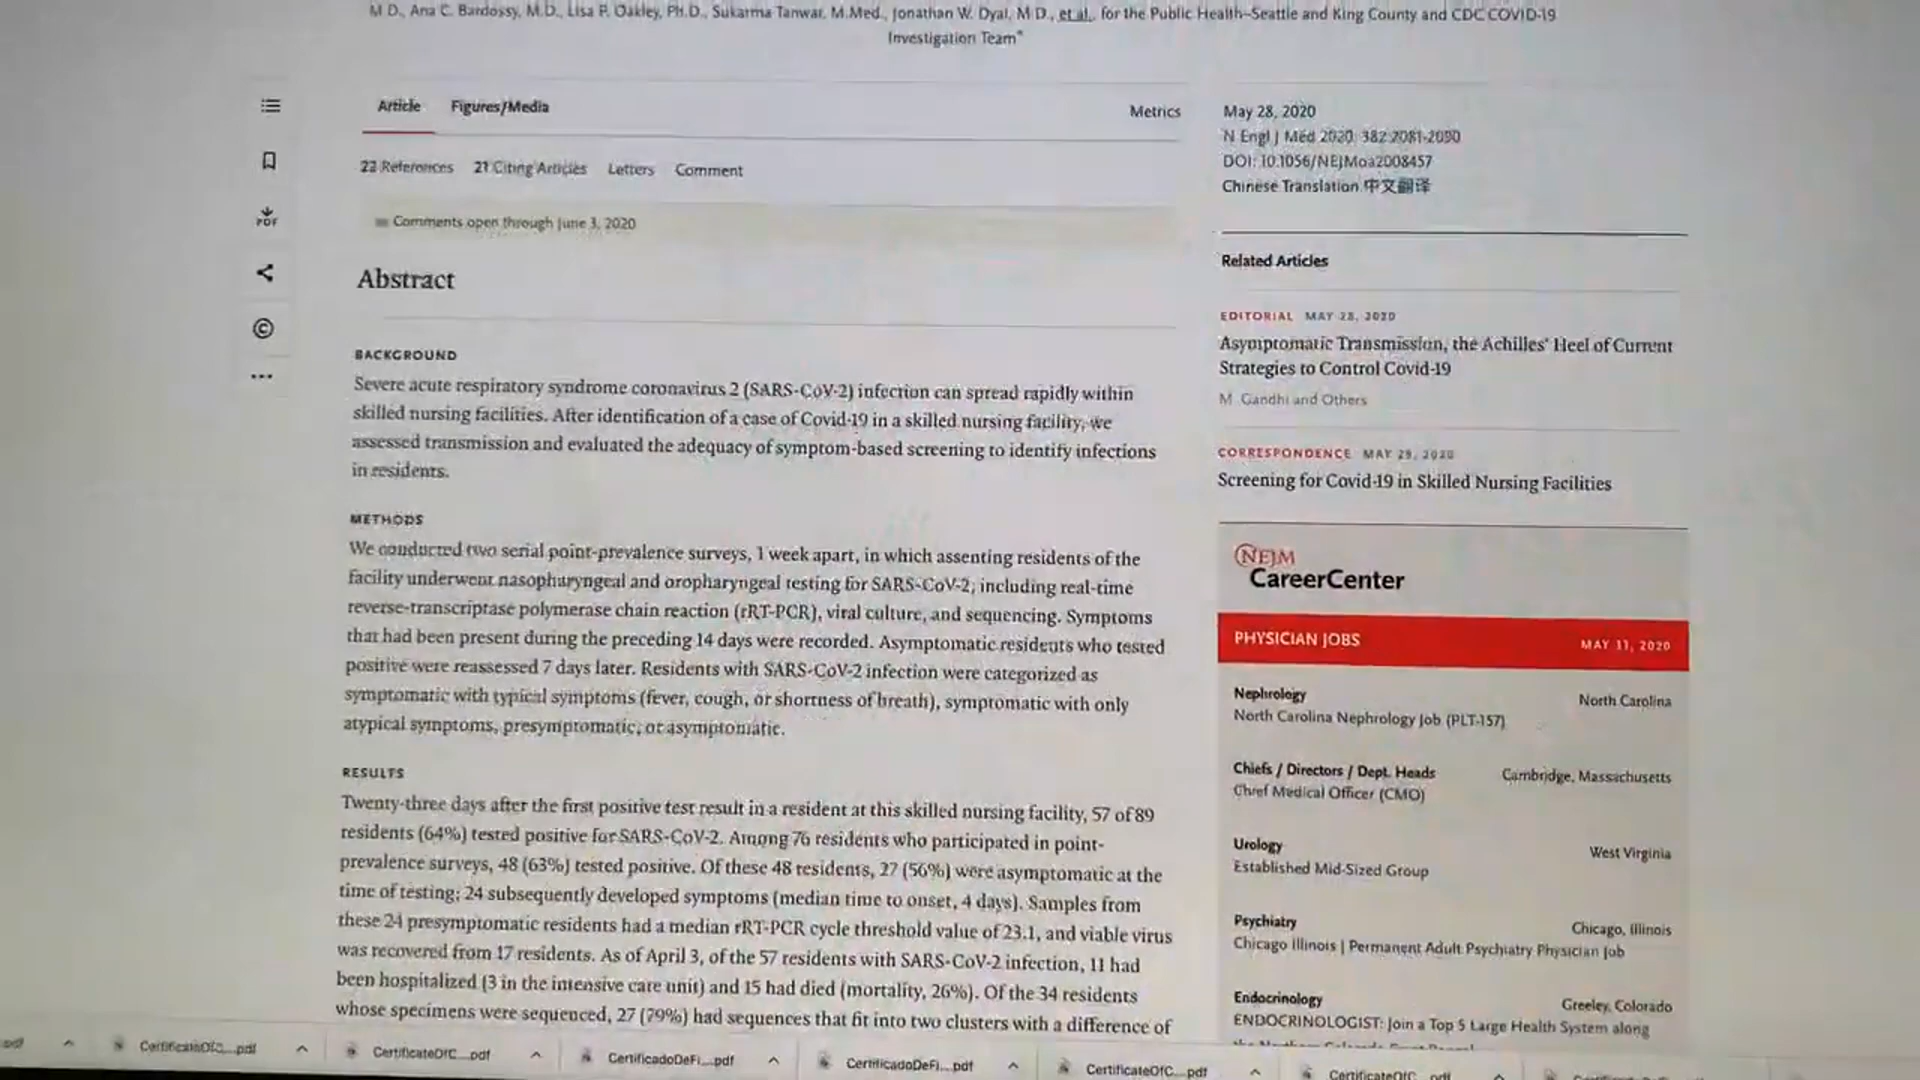 M.D., Ana C. Bardossy, M.D., Lisa P. Oakley, Ph.D., Sukarma Tanwar, M.Med., Jonathan W. Dyal, M.D., et al., for the Public Health–Seattle and King County and CDC COVID-19
Investigation Team*
Article Figures/Media
Metrics
22 References 21 Citing Articles Letters Comment
Comments open through June 3, 2020
Abstract
BACKGROUND
Severe acute respiratory syndrome coronavirus 2 (SARS-CoV-2) infection can spread rapidly within
skilled nursing facilities. After identification of a case of Covid-19 in a skilled nursing facility, we
assessed transmission and evaluated the adequacy of symptom-based screening to identify infections
in residents.
METHODS
We conducted two serial point-prevalence surveys, 1 week apart, in which assenting residents of the
facility underwent nasopharyngeal and oropharyngeal testing for SARS-CoV-2, including real-time
reverse-transcriptase polymerase chain reaction (rRT-PCR), viral culture, and sequencing. Symptoms
that had been present during the preceding 14 days were recorded. Asymptomatic residents who tested
positive were reassessed 7 days later. Residents with SARS-CoV-2 infection were categorized as
symptomatic with typical symptoms (fever, cough, or shortness of breath), symptomatic with only
atypical symptoms, presymptomatic, or asymptomatic.
RESULTS
Twenty-three days after the first positive test result in a resident at this skilled nursing facility, 57 of 89
residents (64%) tested positive for SARS-CoV-2. Among 76 residents who participated in point-
prevalence surveys, 48 (63%) tested positive. Of these 48 residents, 27 (56%) were asymptomatic at the
time of testing; 24 subsequently developed symptoms (median time to onset, 4 days). Samples from
these 24 presymptomatic residents had a median rRT-PCR cycle threshold value of 23.1, and viable virus
was recovered from 17 residents. As of April 3, of the 57 residents with SARS-CoV-2 infection, 11 had
been hospitalized (3 in the intensive care unit) and 15 had died (mortality, 26%). Of the 34 residents
whose specimens were sequenced, 27 (79%) had sequences that fit into two clusters with a difference of
PDF
May 28, 2020
N Engl J Med 2020; 382:2081-2090
DOI: 10.1056/NEJMoa2008457
Chinese Translation 中文翻译
Related Articles
EDITORIAL MAY 28, 2020
Asymptomatic Transmission, the Achilles' Heel of Current
Strategies to Control Covid-19
M. Gandhi and Others
CORRESPONDENCE MAY 29, 2020
Screening for Covid-19 in Skilled Nursing Facilities
NEJM
CareerCenter
PHYSICIAN JOBS MAY 31, 2020
Nephrology North Carolina
North Carolina Nephrology Job (PLT-157)
Chiefs / Directors / Dept. Heads Cambridge, Massachusetts
Chief Medical Officer (CMO)
Urology West Virginia
Established Mid-Sized Group
Psychiatry Chicago, Illinois
Chicago Illinois | Permanent Adult Psychiatry Physician Job
Endocrinology Greeley, Colorado
ENDOCRINOLOGIST: Join a Top 5 Large Health System along
CertificateOfC....pdf CertificateOfC....pdf CertificadoDeFi....pdf CertificadoDeFi....pdf CertificateOfC....pdf CertificateOfC....pdf